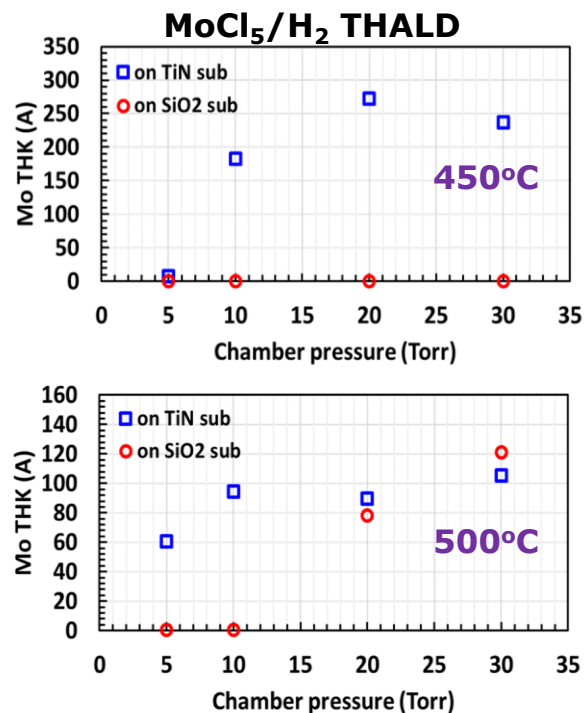 MoCl₅/H₂ THALD
Mo THK (A)
350
300
250
200
150
100
50
0
on TiN sub
on SiO2 sub
450°C
0 5 10 15 20 25 30 35
Chamber pressure (Torr)
Mo THK (A)
160
140
120
100
80
60
40
20
0
on TiN sub
on SiO2 sub
500°C
0 5 10 15 20 25 30 35
Chamber pressure (Torr)